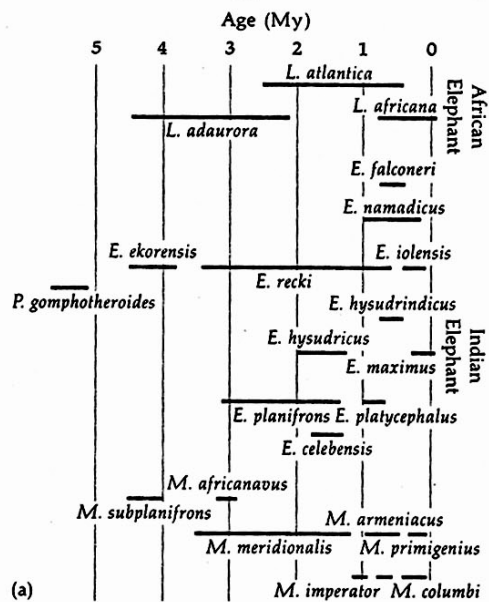 Age (My)
5 4 3 2 1 0
L. atlantica
L. africana
L. adaurora
African
Elephant
E. falconeri
E. namadicus
E. ekorensis
E. iolensis
E. recki
P. gomphotheroides
E. hysudrindicus
E. hysudricus
E. maximus
Indian
Elephant
E. planifrons E. platycephalus
E. celebensis
M. africanavus
M. subplanifrons
M. armeniacus
M. meridionalis M. primigenius
(a)
M. imperator M. columbi